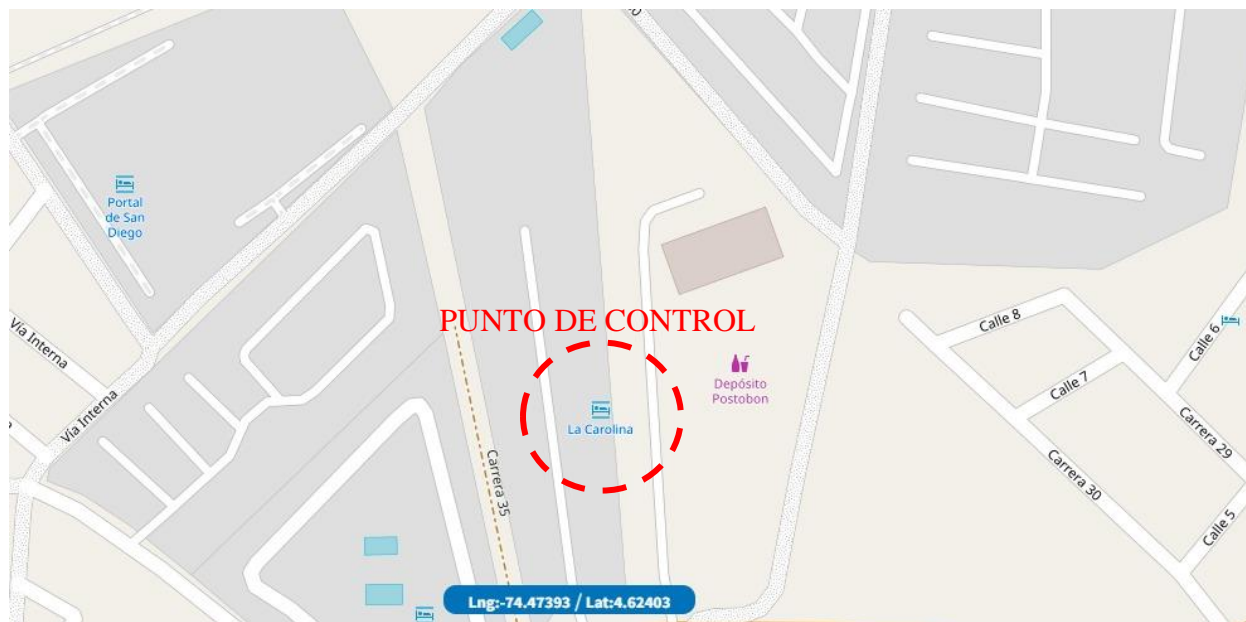 Portal
de San
Diego
Vía Interna
Vía Interna
PUNTO DE CONTROL
La Carolina
Depósito
Postobon
Carrera 35
Calle 8
Calle 7
Calle 6
Carrera 29
Carrera 30
Calle 5
Lng:-74.47393 / Lat:4.62403